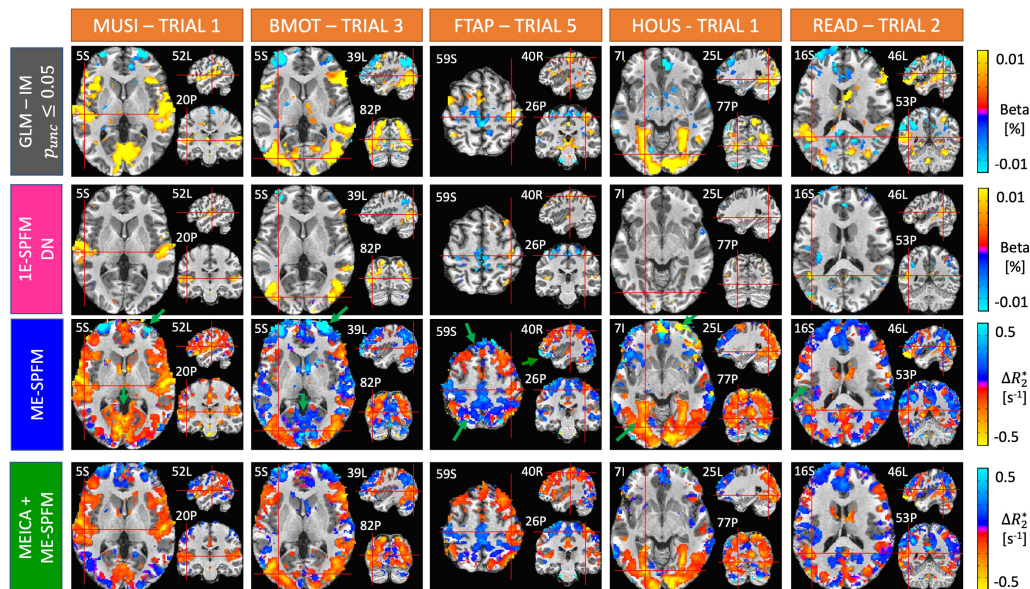 MUSI – TRIAL 1
BMOT – TRIAL 3
FTAP – TRIAL 5
HOUS - TRIAL 1
READ – TRIAL 2
GLM – IM
p_unc ≤ 0.05
5S
52L
20P
5S
39L
82P
59S
40R
26P
7I
25L
77P
16S
46L
53P
0.01
Beta
[%]
-0.01
1E-SPFM
DN
5S
52L
20P
5S
39L
82P
59S
40R
26P
7I
25L
77P
16S
46L
53P
0.01
Beta
[%]
-0.01
ME-SPFM
5S
52L
20P
5S
39L
82P
59S
40R
26P
7I
25L
77P
16S
46L
53P
0.5
ΔR₂*
[s⁻¹]
-0.5
MEICA +
ME-SPFM
5S
52L
20P
5S
39L
82P
59S
40R
26P
7I
25L
77P
16S
46L
53P
0.5
ΔR₂*
[s⁻¹]
-0.5